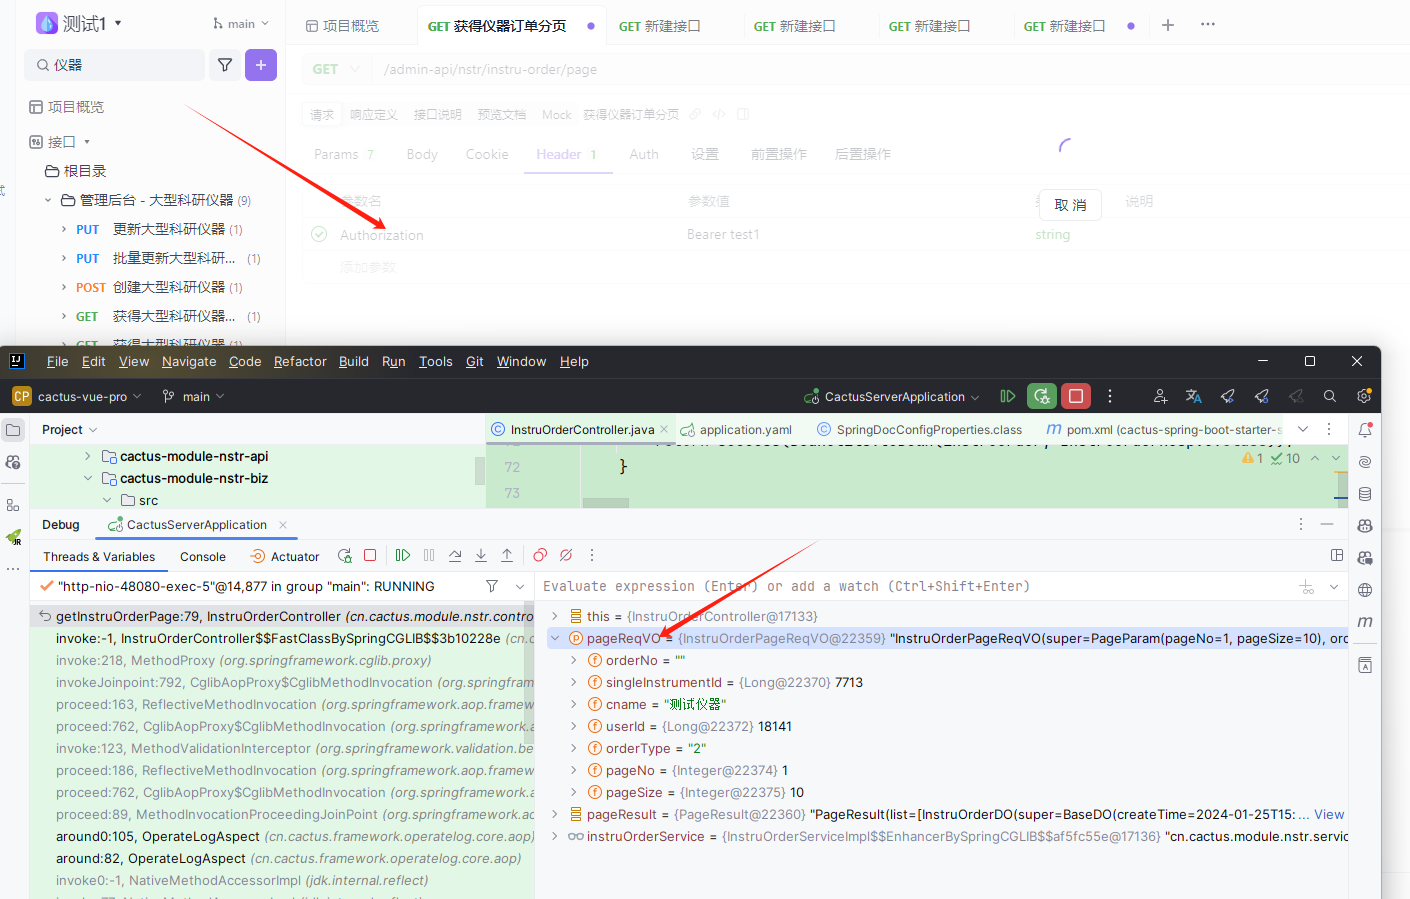 测试1
main
项目概览
GET 获得仪器订单分页
GET 新建接口
GET 新建接口
GET 新建接口
GET 新建接口
仪器
GET
/admin-api/nstr/instru-order/page
项目概览
请求
响应定义
接口说明
预览文档
Mock
获得仪器订单分页
接口
Params 7
Body
Cookie
Header 1
Auth
设置
前置操作
后置操作
根目录
管理后台 - 大型科研仪器 (9)
参数名
参数值
取 消
说明
PUT 更新大型科研仪器 (1)
Authorization
Bearer test1
string
PUT 批量更新大型科研... (1)
添加参数
POST 创建大型科研仪器 (1)
GET 获得大型科研仪器... (1)
GET 获得大型科研仪器 (1)
File Edit View Navigate Code Refactor Build Run Tools Git Window Help
CP cactus-vue-pro
main
CactusServerApplication
Project
InstruOrderController.java
application.yaml
SpringDocConfigProperties.class
pom.xml (cactus-spring-boot-starter-s
cactus-module-nstr-api
72 }
1 10
cactus-module-nstr-biz
73
src
Debug
CactusServerApplication
Threads & Variables
Console
Actuator
"http-nio-48080-exec-5"@14,877 in group "main": RUNNING
Evaluate expression (Enter) or add a watch (Ctrl+Shift+Enter)
getInstruOrderPage:79, InstruOrderController (cn.cactus.module.nstr.contro
this = {InstruOrderController@17133}
invoke:-1, InstruOrderController$$FastClassBySpringCGLIB$$3b10228e (cn.c
pageReqVO = {InstruOrderPageReqVO@22359} "InstruOrderPageReqVO(super=PageParam(pageNo=1, pageSize=10), orc
invoke:218, MethodProxy (org.springframework.cglib.proxy)
orderNo = ""
invokeJoinpoint:792, CglibAopProxy$CglibMethodInvocation (org.springfram
singleInstrumentId = {Long@22370} 7713
proceed:163, ReflectiveMethodInvocation (org.springframework.aop.framew
cname = "测试仪器"
proceed:762, CglibAopProxy$CglibMethodInvocation (org.springframework.a
userId = {Long@22372} 18141
invoke:123, MethodValidationInterceptor (org.springframework.validation.be
orderType = "2"
proceed:186, ReflectiveMethodInvocation (org.springframework.aop.framew
pageNo = {Integer@22374} 1
proceed:762, CglibAopProxy$CglibMethodInvocation (org.springframework.a
pageSize = {Integer@22375} 10
proceed:89, MethodInvocationProceedingJoinPoint (org.springframework.ao
pageResult = {PageResult@22360} "PageResult(list=[InstruOrderDO(super=BaseDO(createTime=2024-01-25T15:... View
around0:105, OperateLogAspect (cn.cactus.framework.operatelog.core.aop)
instruOrderService = {InstruOrderServiceImpl$$EnhancerBySpringCGLIB$$af5fc55e@17136} "cn.cactus.module.nstr.servic
around:82, OperateLogAspect (cn.cactus.framework.operatelog.core.aop)
invoke0:-1, NativeMethodAccessorImpl (jdk.internal.reflect)